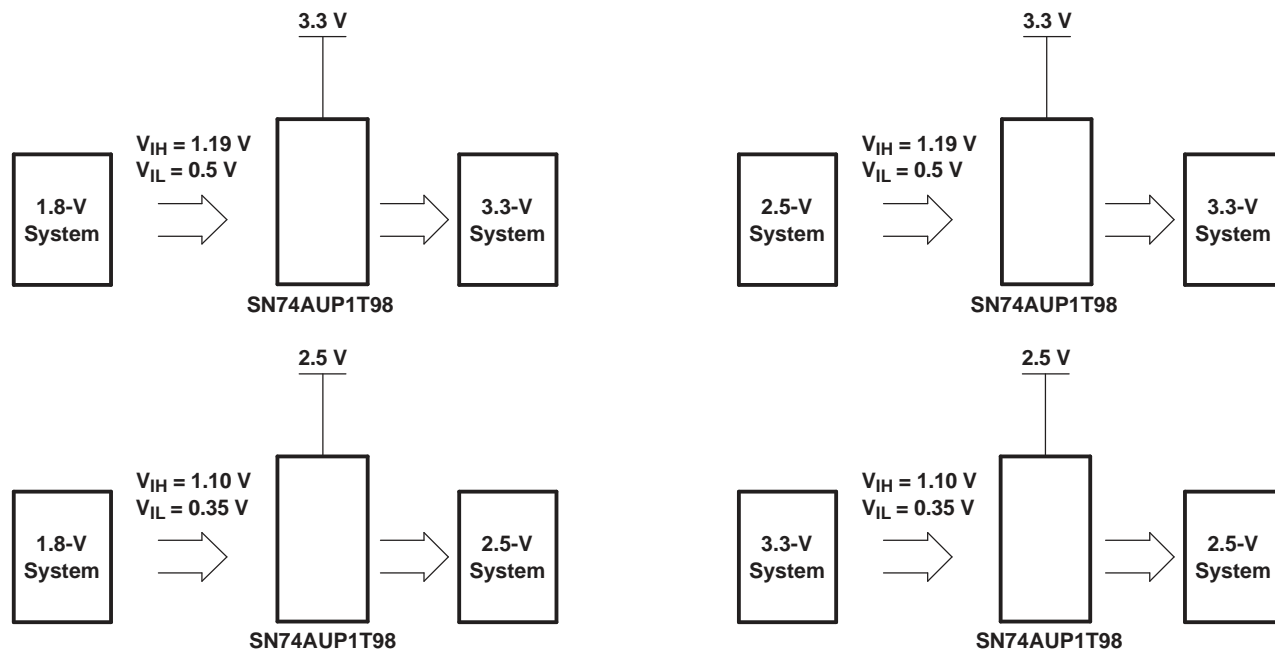 3.3 V
V_IH = 1.19 V
V_IL = 0.5 V
1.8-V
System
3.3-V
System
SN74AUP1T98
3.3 V
V_IH = 1.19 V
V_IL = 0.5 V
2.5-V
System
3.3-V
System
SN74AUP1T98
2.5 V
V_IH = 1.10 V
V_IL = 0.35 V
1.8-V
System
2.5-V
System
SN74AUP1T98
2.5 V
V_IH = 1.10 V
V_IL = 0.35 V
3.3-V
System
2.5-V
System
SN74AUP1T98